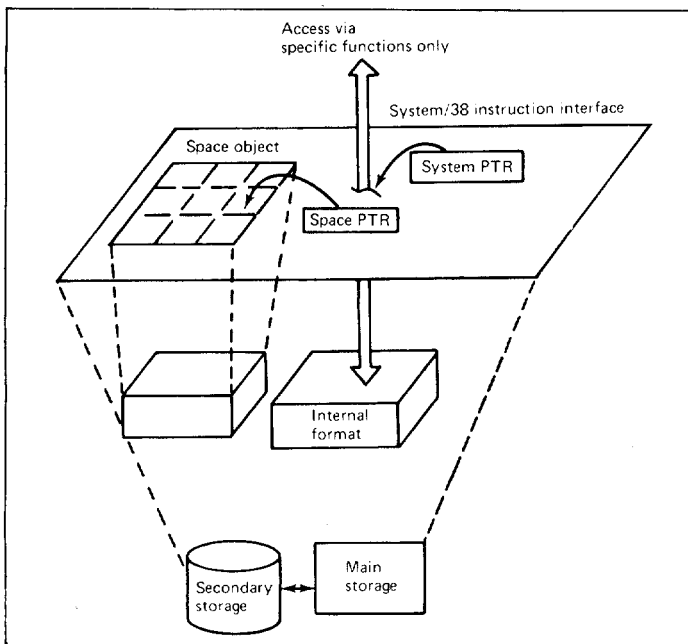 Access via
specific functions only
System/38 instruction interface
Space object
System PTR
Space PTR
Internal
format
Secondary
storage
Main
storage